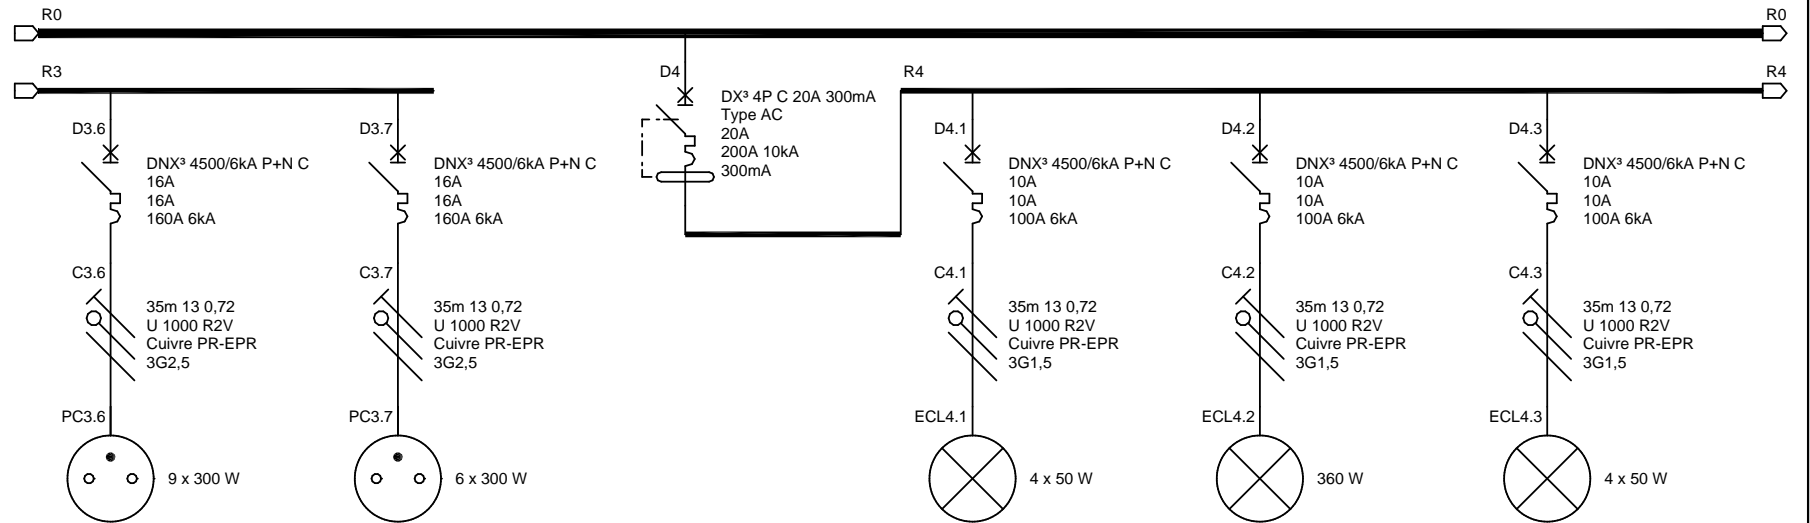 R0
R0
R3
D4
R4
R4
DX³ 4P C 20A 300mA
Type AC
20A
200A 10kA
300mA
D3.6
DNX³ 4500/6kA P+N C
16A
16A
160A 6kA
D3.7
DNX³ 4500/6kA P+N C
16A
16A
160A 6kA
D4.1
DNX³ 4500/6kA P+N C
10A
10A
100A 6kA
D4.2
DNX³ 4500/6kA P+N C
10A
10A
100A 6kA
D4.3
DNX³ 4500/6kA P+N C
10A
10A
100A 6kA
C3.6
35m 13 0,72
U 1000 R2V
Cuivre PR-EPR
3G2,5
C3.7
35m 13 0,72
U 1000 R2V
Cuivre PR-EPR
3G2,5
C4.1
35m 13 0,72
U 1000 R2V
Cuivre PR-EPR
3G1,5
C4.2
35m 13 0,72
U 1000 R2V
Cuivre PR-EPR
3G1,5
C4.3
35m 13 0,72
U 1000 R2V
Cuivre PR-EPR
3G1,5
PC3.6
9 x 300 W
PC3.7
6 x 300 W
ECL4.1
4 x 50 W
ECL4.2
360 W
ECL4.3
4 x 50 W